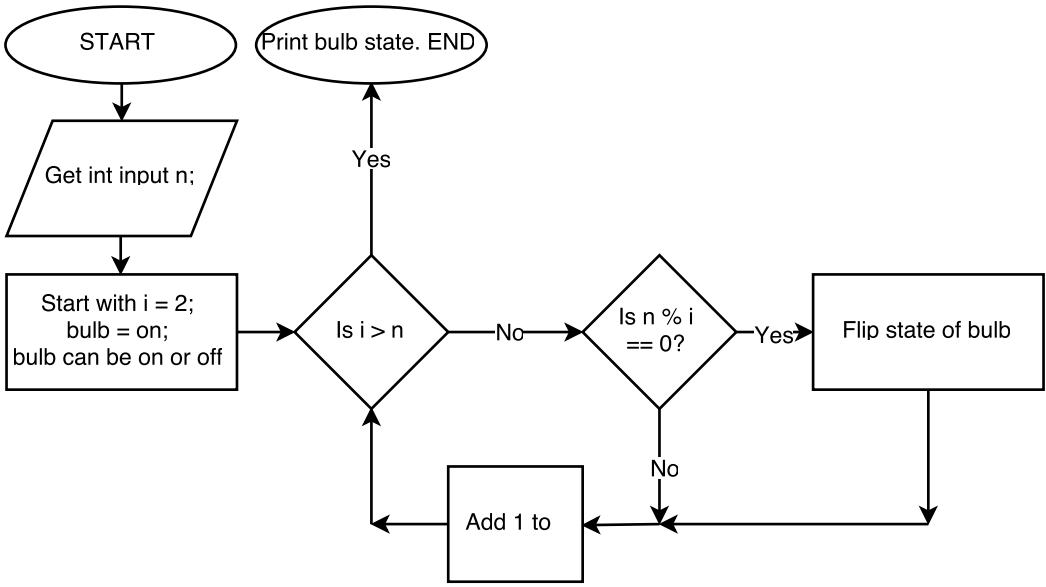 START
Print bulb state. END
Get int input n;
Yes
Start with i = 2;
bulb = on;
bulb can be on or off
Is i > n
No
Is n % i
== 0?
Yes
Flip state of bulb
No
Add 1 to